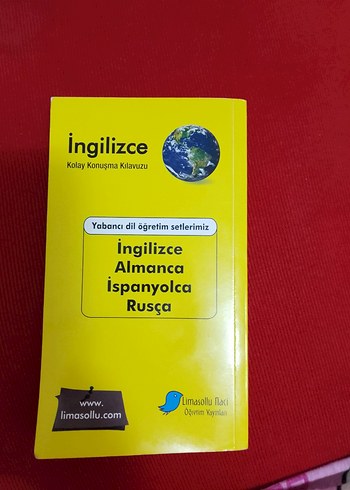 İngilizce
Kolay Konuşma Kılavuzu
Yabancı dil öğretim setlerimiz
İngilizce
Almanca
İspanyolca
Rusça
www.
limasollu.com
Limasollu Naci
Öğretim Yayınları